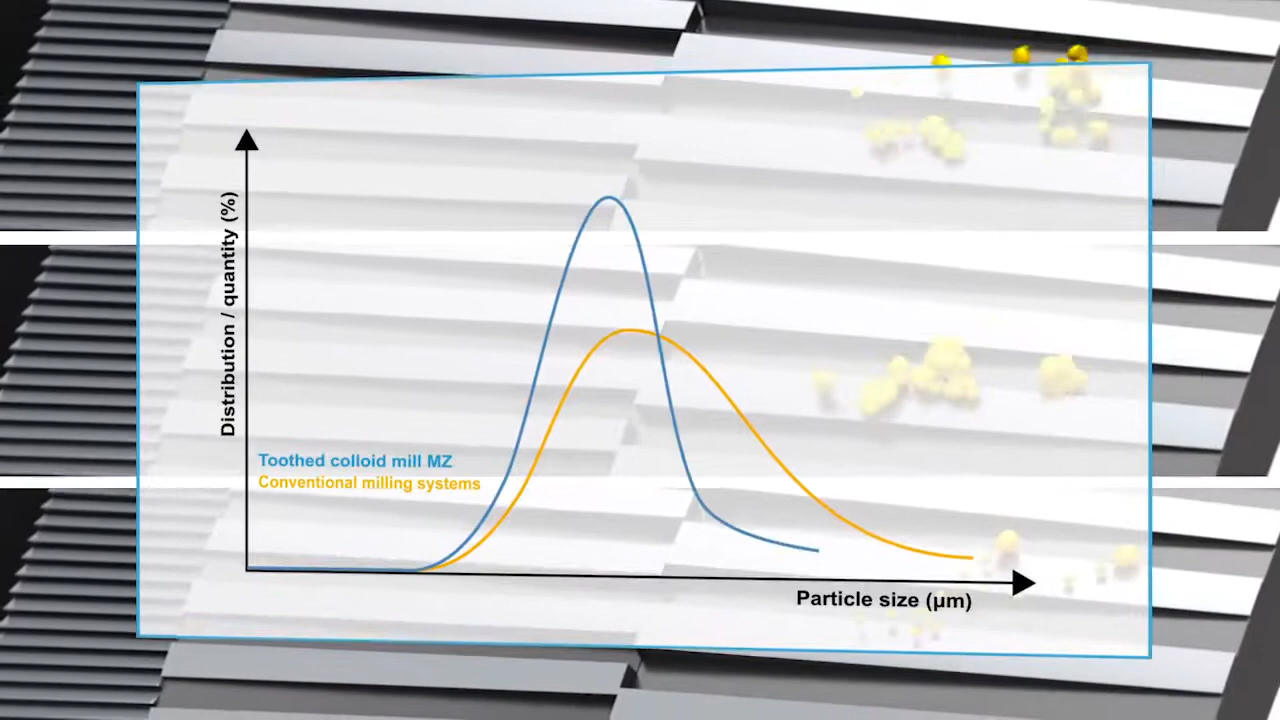 Distribution / quantity (%)
Toothed colloid mill MZ
Conventional milling systems
Particle size (µm)